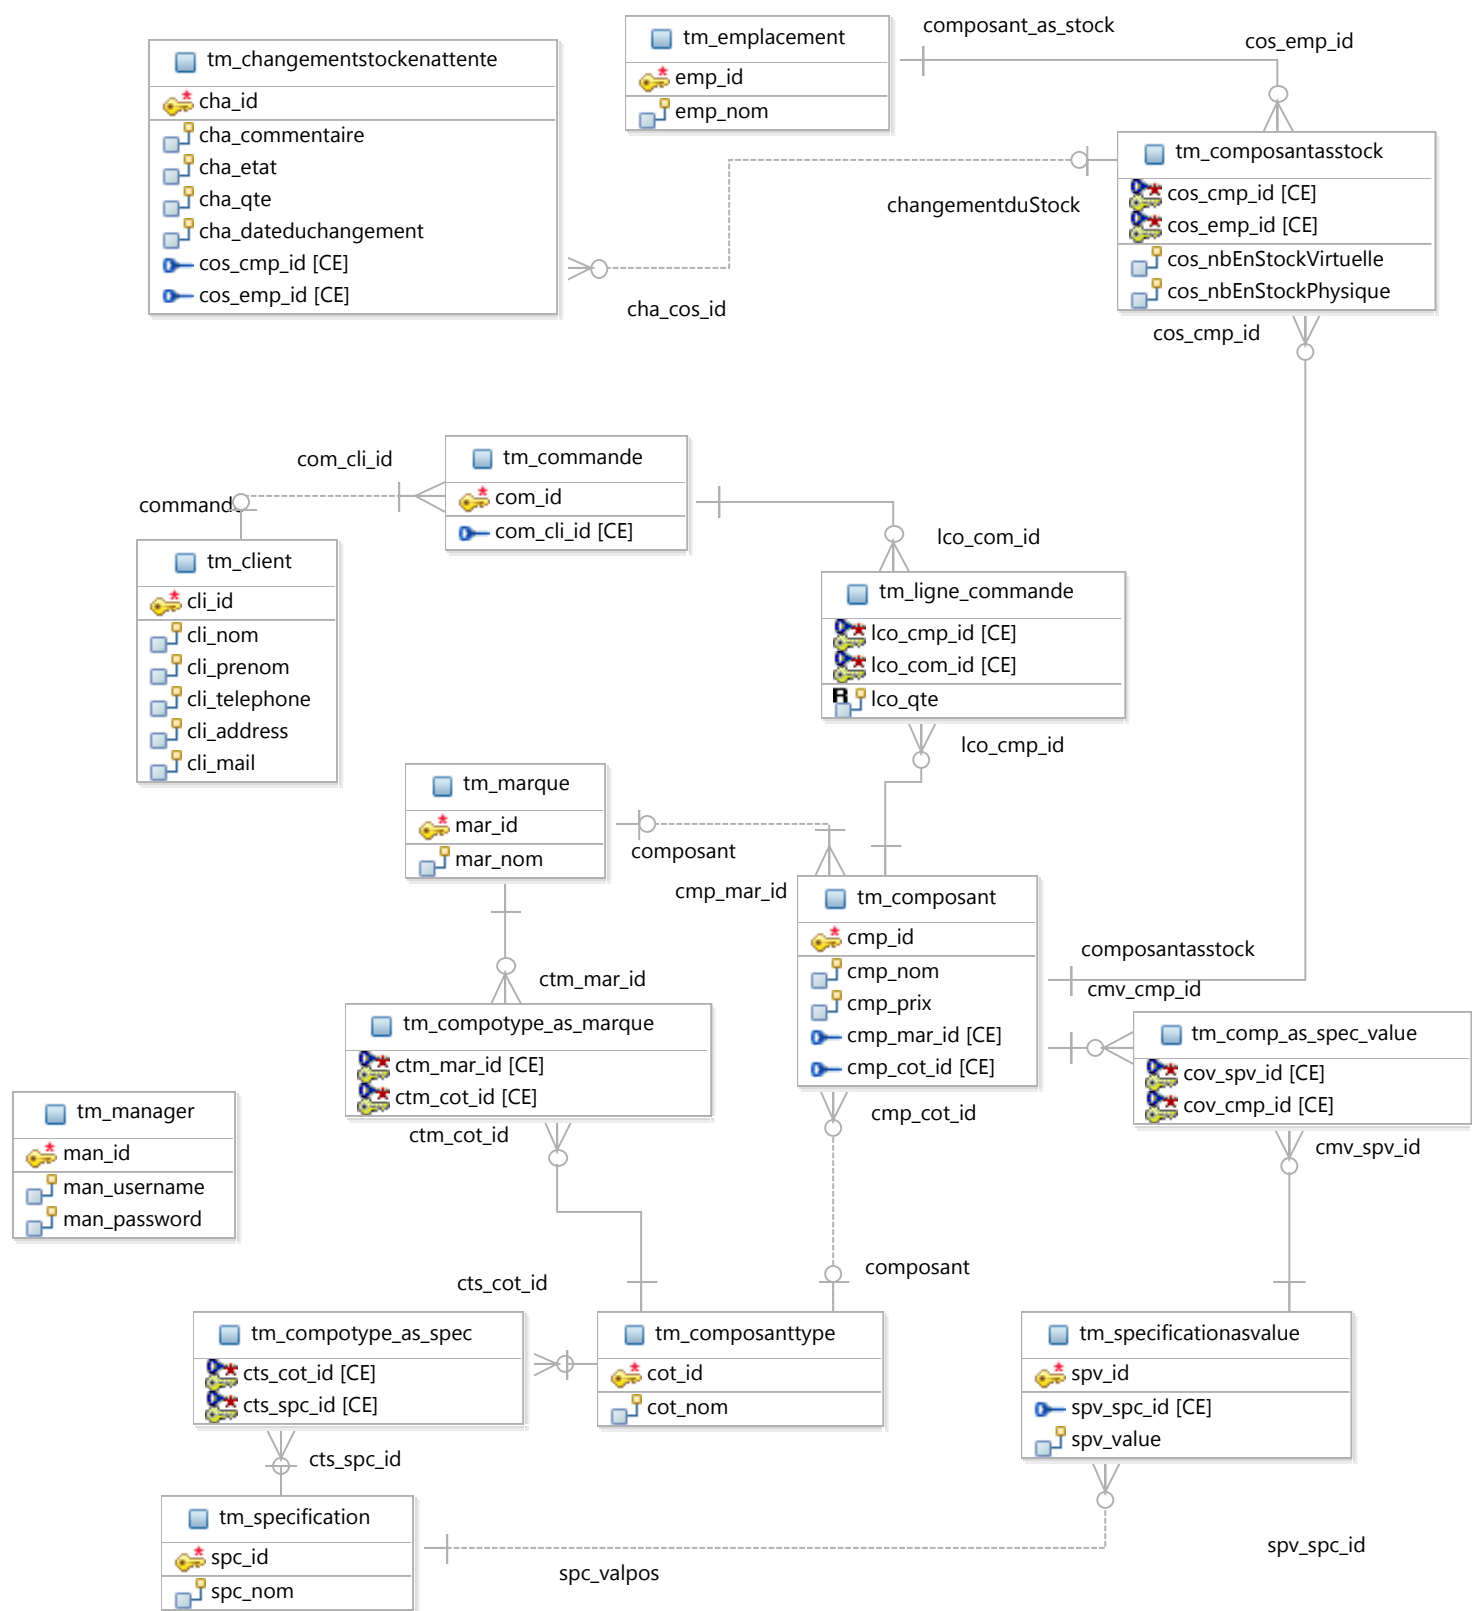 composant_as_stock
tm_emplacement
emp_id
emp_nom
cos_emp_id
tm_changementstockenattente
cha_id
cha_commentaire
cha_etat
cha_qte
cha_dateduchangement
cos_cmp_id [CE]
cos_emp_id [CE]
tm_composantasstock
cos_cmp_id [CE]
cos_emp_id [CE]
cos_nbEnStockVirtuelle
cos_nbEnStockPhysique
changementduStock
cha_cos_id
cos_cmp_id
com_cli_id
tm_commande
com_id
com_cli_id [CE]
command
tm_client
cli_id
cli_nom
cli_prenom
cli_telephone
cli_address
cli_mail
lco_com_id
tm_ligne_commande
lco_cmp_id [CE]
lco_com_id [CE]
R
lco_qte
lco_cmp_id
tm_marque
mar_id
mar_nom
composant
cmp_mar_id
tm_composant
cmp_id
cmp_nom
cmp_prix
cmp_mar_id [CE]
cmp_cot_id [CE]
composantasstock
cmv_cmp_id
ctm_mar_id
tm_compotype_as_marque
ctm_mar_id [CE]
ctm_cot_id [CE]
ctm_cot_id
tm_comp_as_spec_value
cov_spv_id [CE]
cov_cmp_id [CE]
cmp_cot_id
cmv_spv_id
tm_manager
man_id
man_username
man_password
composant
cts_cot_id
tm_compotype_as_spec
cts_cot_id [CE]
cts_spc_id [CE]
tm_composanttype
cot_id
cot_nom
tm_specificationasvalue
spv_id
spv_spc_id [CE]
spv_value
cts_spc_id
tm_specification
spc_id
spc_nom
spc_valpos
spv_spc_id